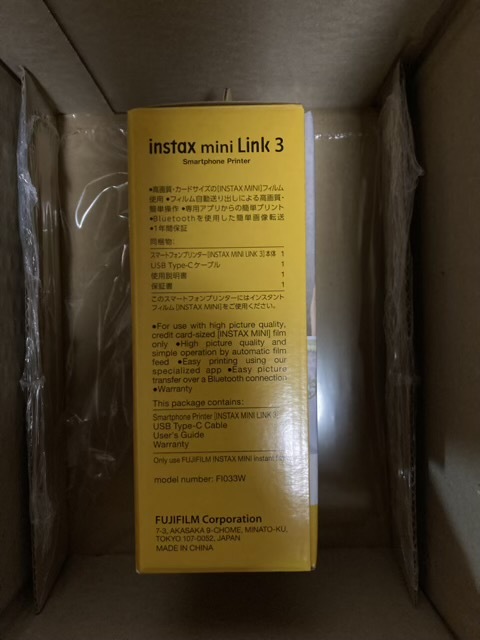 instax mini Link 3
Smartphone Printer
●高画質・カードサイズの[INSTAX MINI]フィルム
使用 ●フィルム自動送り出しによる高画質・
簡単操作 ●専用アプリからの簡単プリント
●Bluetoothを使用した簡単画像転送
●1年間保証
同梱物:
スマートフォンプリンター[INSTAX MINI LINK 3]本体 1
USB Type-Cケーブル 1
使用説明書 1
保証書 1
このスマートフォンプリンターにはインスタント
フィルム[INSTAX MINI]をご使用ください。
●For use with high picture quality,
credit card-sized [INSTAX MINI] film
only ●High picture quality and
simple operation by automatic film
feed ●Easy printing using our
specialized app ●Easy picture
transfer over a Bluetooth connection
●Warranty
This package contains:
Smartphone Printer [INSTAX MINI LINK 3]
USB Type-C Cable
User's Guide
Warranty
Only use FUJIFILM INSTAX MINI Instant
model number: FI033W
FUJIFILM Corporation
7-3, AKASAKA 9-CHOME, MINATO-KU,
TOKYO 107-0052, JAPAN
MADE IN CHINA